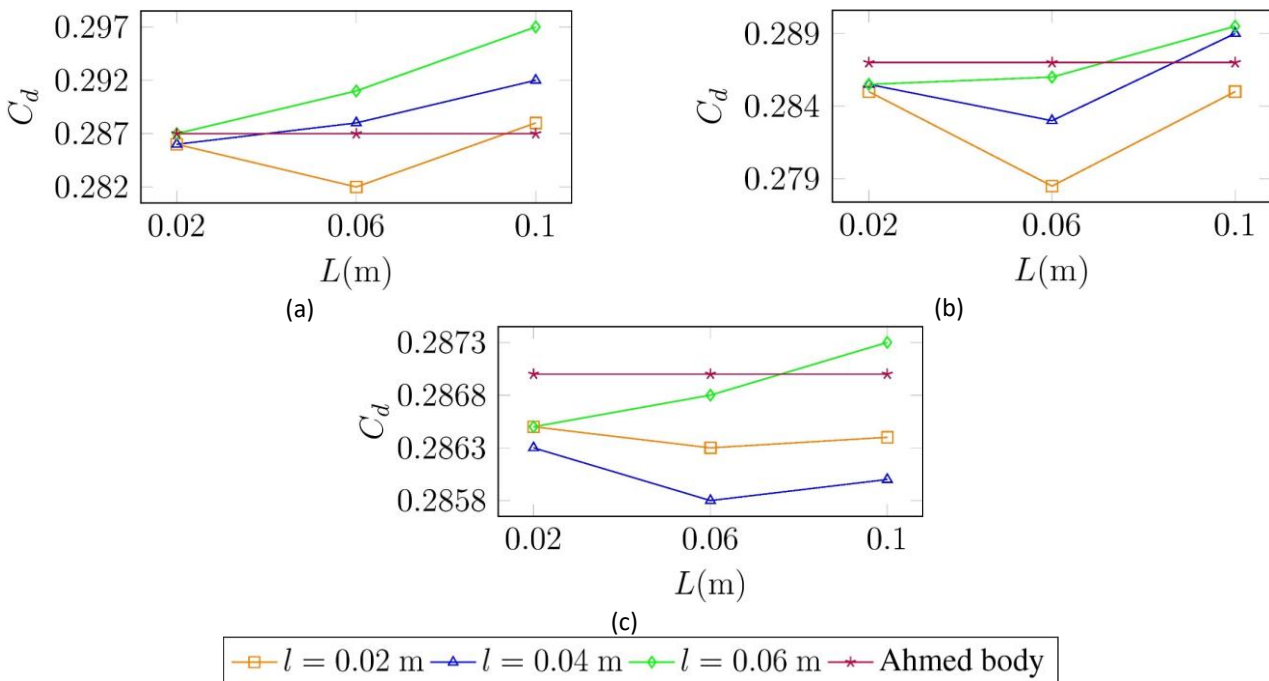 0.297
0.292
0.287
0.282
C_d
0.02 0.06 0.1
L(m)
(a)
0.289
0.284
0.279
C_d
0.02 0.06 0.1
L(m)
(b)
0.2873
0.2868
0.2863
0.2858
C_d
0.02 0.06 0.1
L(m)
(c)
l = 0.02 m l = 0.04 m l = 0.06 m Ahmed body